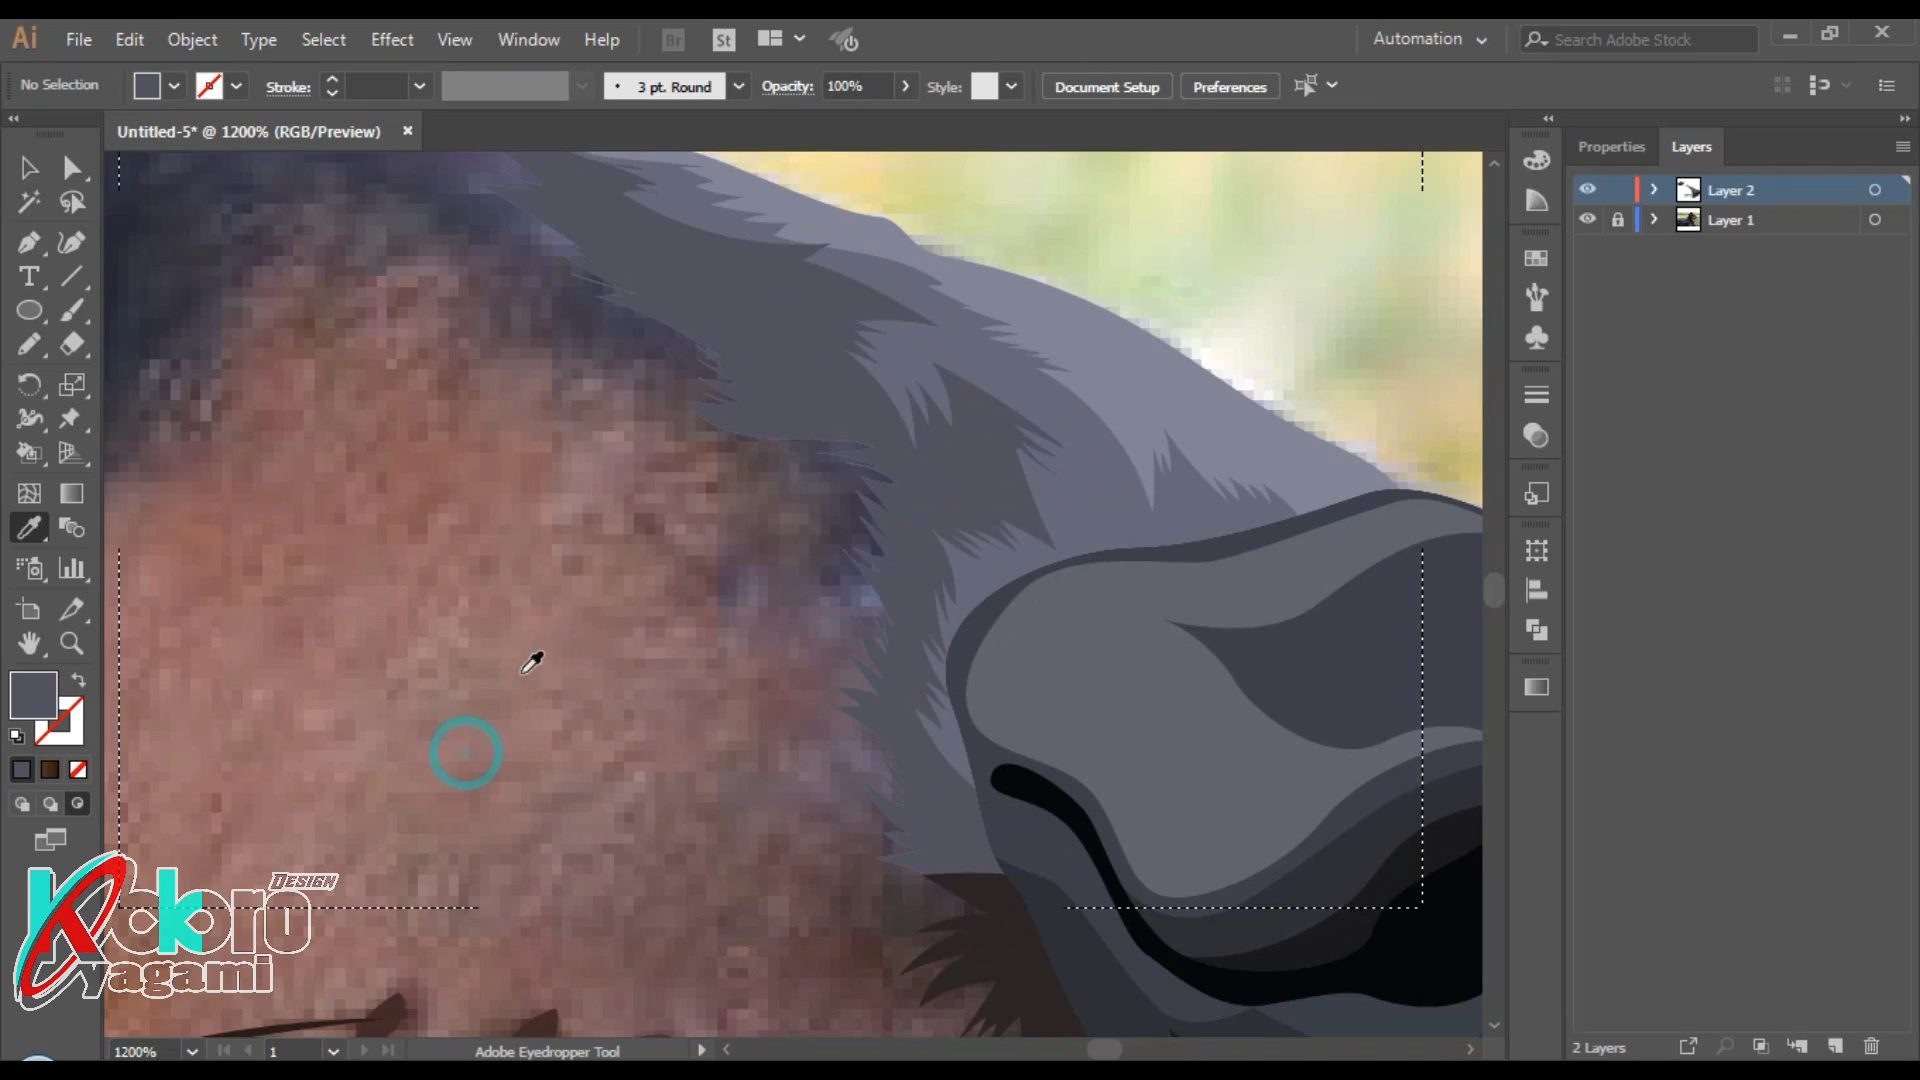 Ai File Edit Object Type Select Effect View Window Help Br St Automation Search Adobe Stock
No Selection Stroke: 3 pt. Round Opacity: 100% Style: Document Setup Preferences
Untitled-5* @ 1200% (RGB/Preview)
Properties Layers
Layer 2
Layer 1
T
Design
Kokoro
yagami
1200% 1 Adobe Eyedropper Tool
2 Layers